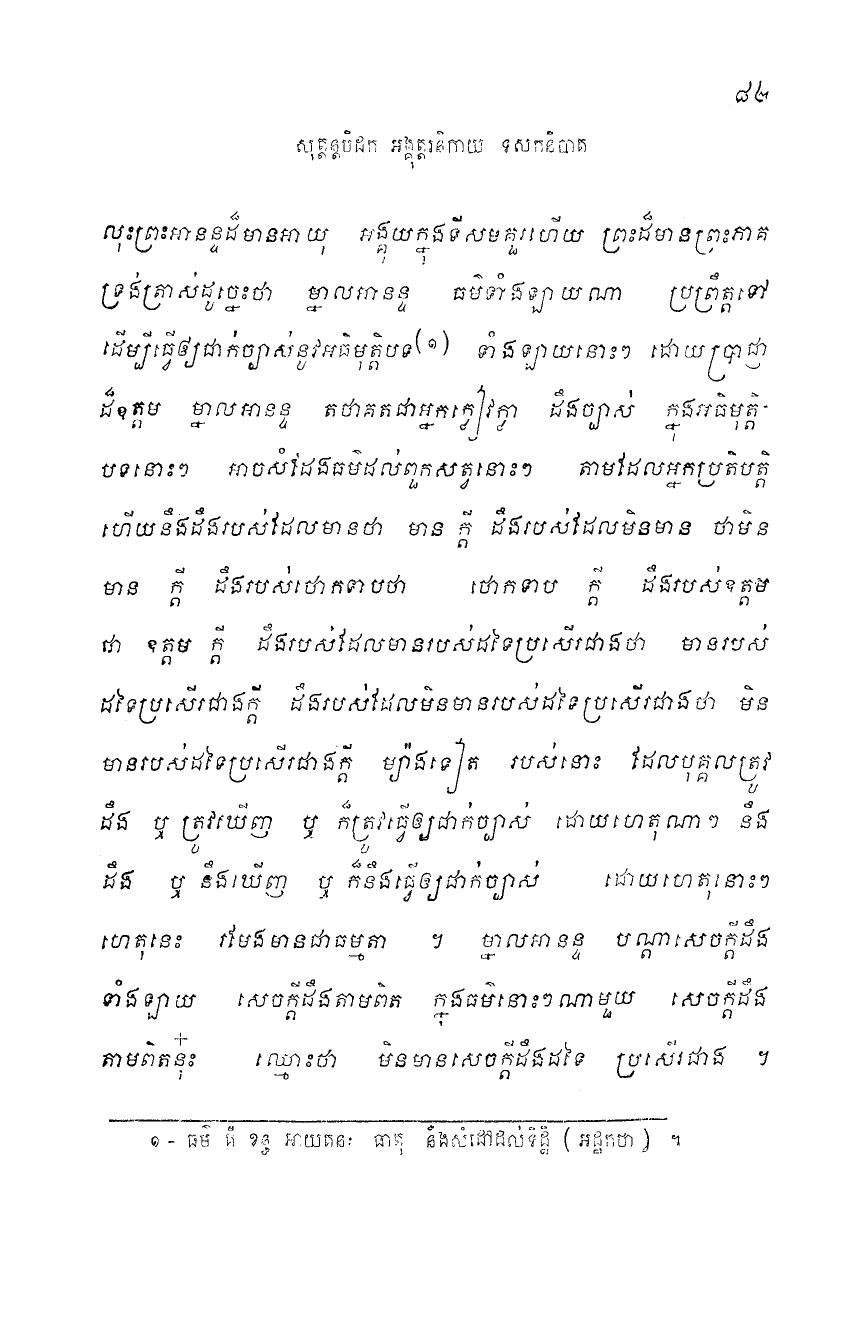 ៨៤
សុត្តន្តបិដក អង្គុត្តរនិកាយ ទសកនិបាត
លុះព្រះអានន្ទដ៏មានអាយុ អង្គុយក្នុងទីសមគួរហើយ ព្រះដ៏មានព្រះភាគ
ទ្រង់ត្រាស់ដូច្នេះថា ម្នាលអានន្ទ ធម៌ទាំងឡាយណា ប្រព្រឹត្តទៅ
ដើម្បីធ្វើឲ្យជាក់ច្បាស់នូវអធិមុត្តិបទ(១) ទាំងឡាយនោះៗ ដោយប្រាជ្ញា
ដ៏ឧត្តម ម្នាលអានន្ទ តថាគតជាអ្នកក្លៀវក្លា ដឹងច្បាស់ ក្នុងអធិមុត្តិ-
បទនោះៗ អាចសំដែងធម៌ដល់ពួកសត្វនោះៗ តាមដែលអ្នកប្រតិបត្តិ
ហើយនឹងដឹងរបស់ដែលមានថា មាន ក្តី ដឹងរបស់ដែលមិនមាន ថាមិន
មាន ក្តី ដឹងរបស់ថោកទាបថា ថោកទាប ក្តី ដឹងរបស់ឧត្តម
ថា ឧត្តម ក្តី ដឹងរបស់ដែលមានរបស់ដទៃប្រសើរជាងថា មានរបស់
ដទៃប្រសើរជាងក្តី ដឹងរបស់ដែលមិនមានរបស់ដទៃប្រសើរជាងថា មិន
មានរបស់ដទៃប្រសើរជាងក្តី ម្យ៉ាងទៀត របស់នោះ ដែលបុគ្គលត្រូវ
ដឹង ឬ ត្រូវឃើញ ឬ ក៏ត្រូវធ្វើឲ្យជាក់ច្បាស់ ដោយហេតុណាៗ នឹង
ដឹង ឬ នឹងឃើញ ឬ ក៏នឹងធ្វើឲ្យជាក់ច្បាស់ ដោយហេតុនោះៗ
ហេតុនេះ រមែងមានជាធម្មតា ។ ម្នាលអានន្ទ បណ្តាសេចក្តីដឹង
ទាំងឡាយ សេចក្តីដឹងតាមពិត ក្នុងធម៌នោះៗណាមួយ សេចក្តីដឹង
តាមពិតនុ៎ះ ឈ្មោះថា មិនមានសេចក្តីដឹងដទៃ ប្រសើរជាង ។
១ - ធម៌ គឺ ខន្ធ អាយតនៈ ធាតុ នឹងសំដៅដល់ទិដ្ឋិ ( អដ្ឋកថា ) ។